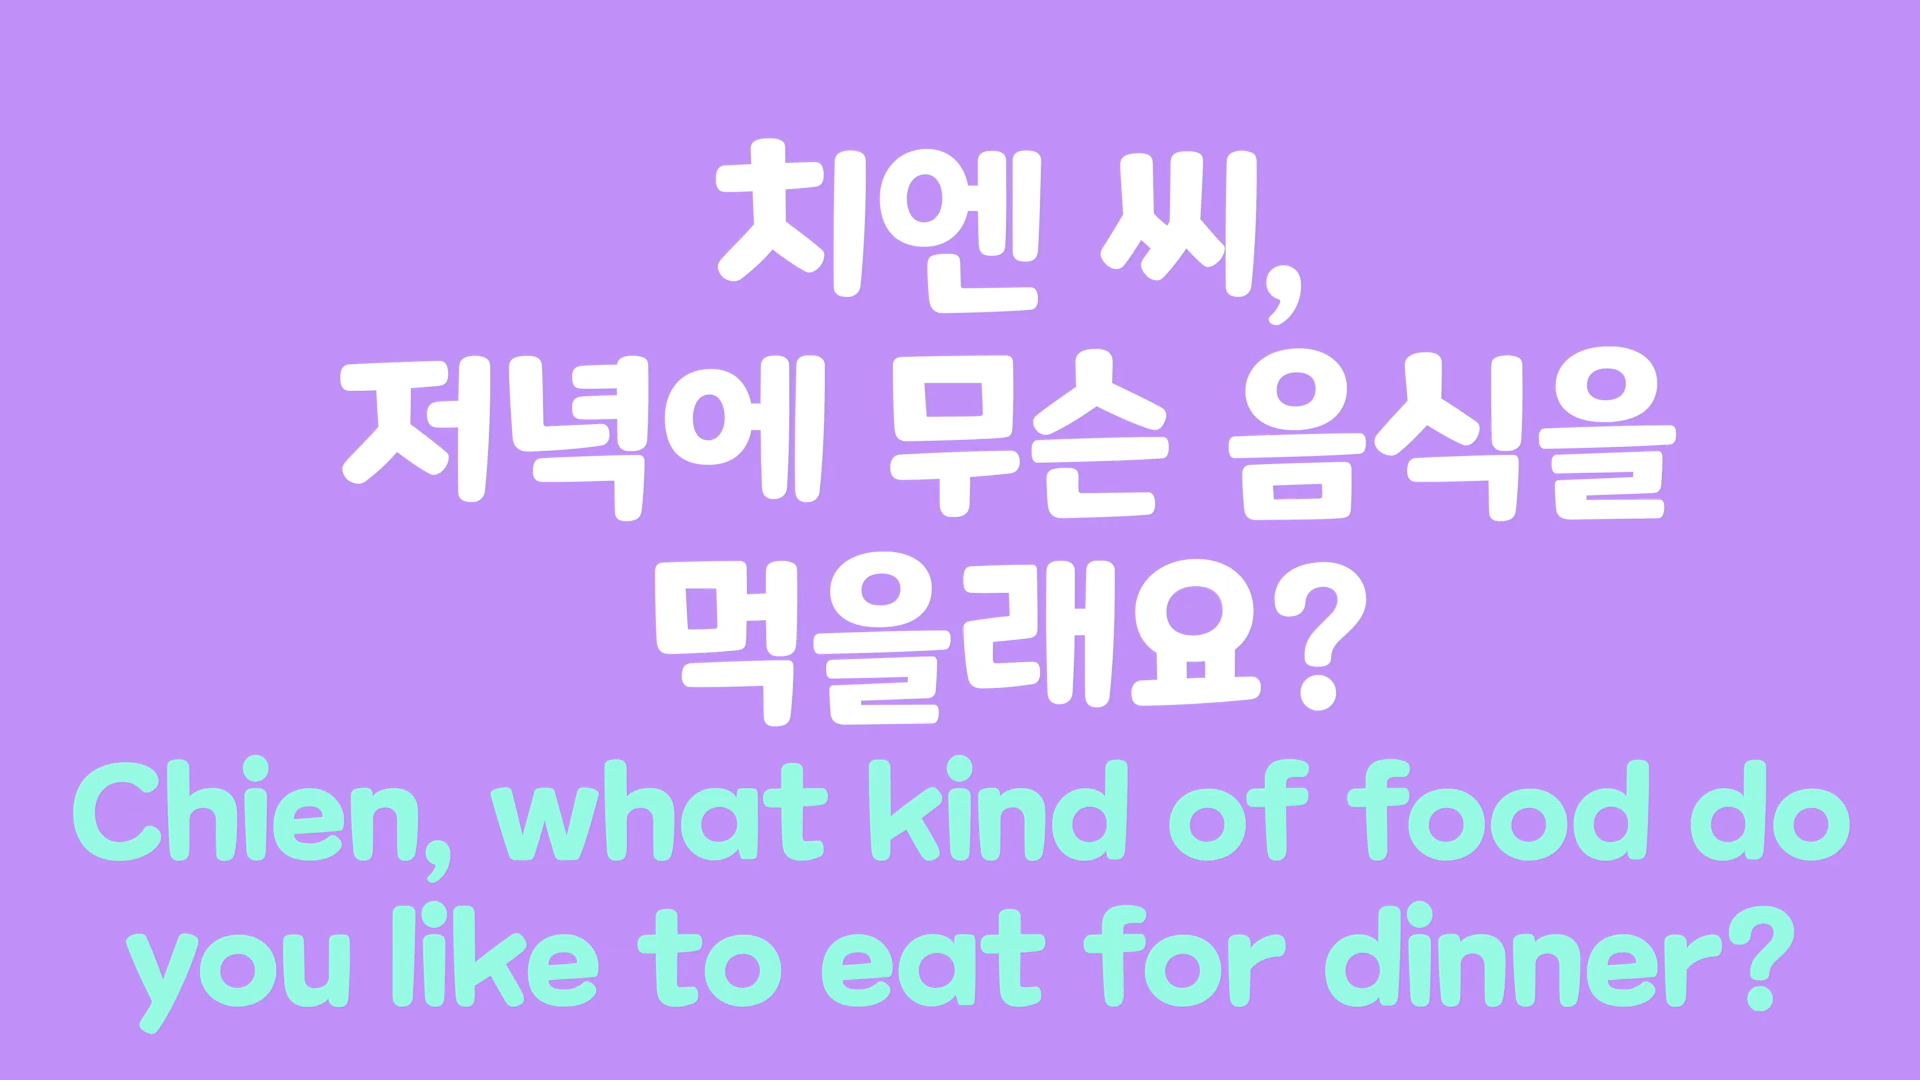 치엔 씨,
저녁에 무슨 음식을
먹을래요?
Chien, what kind of food do
you like to eat for dinner?